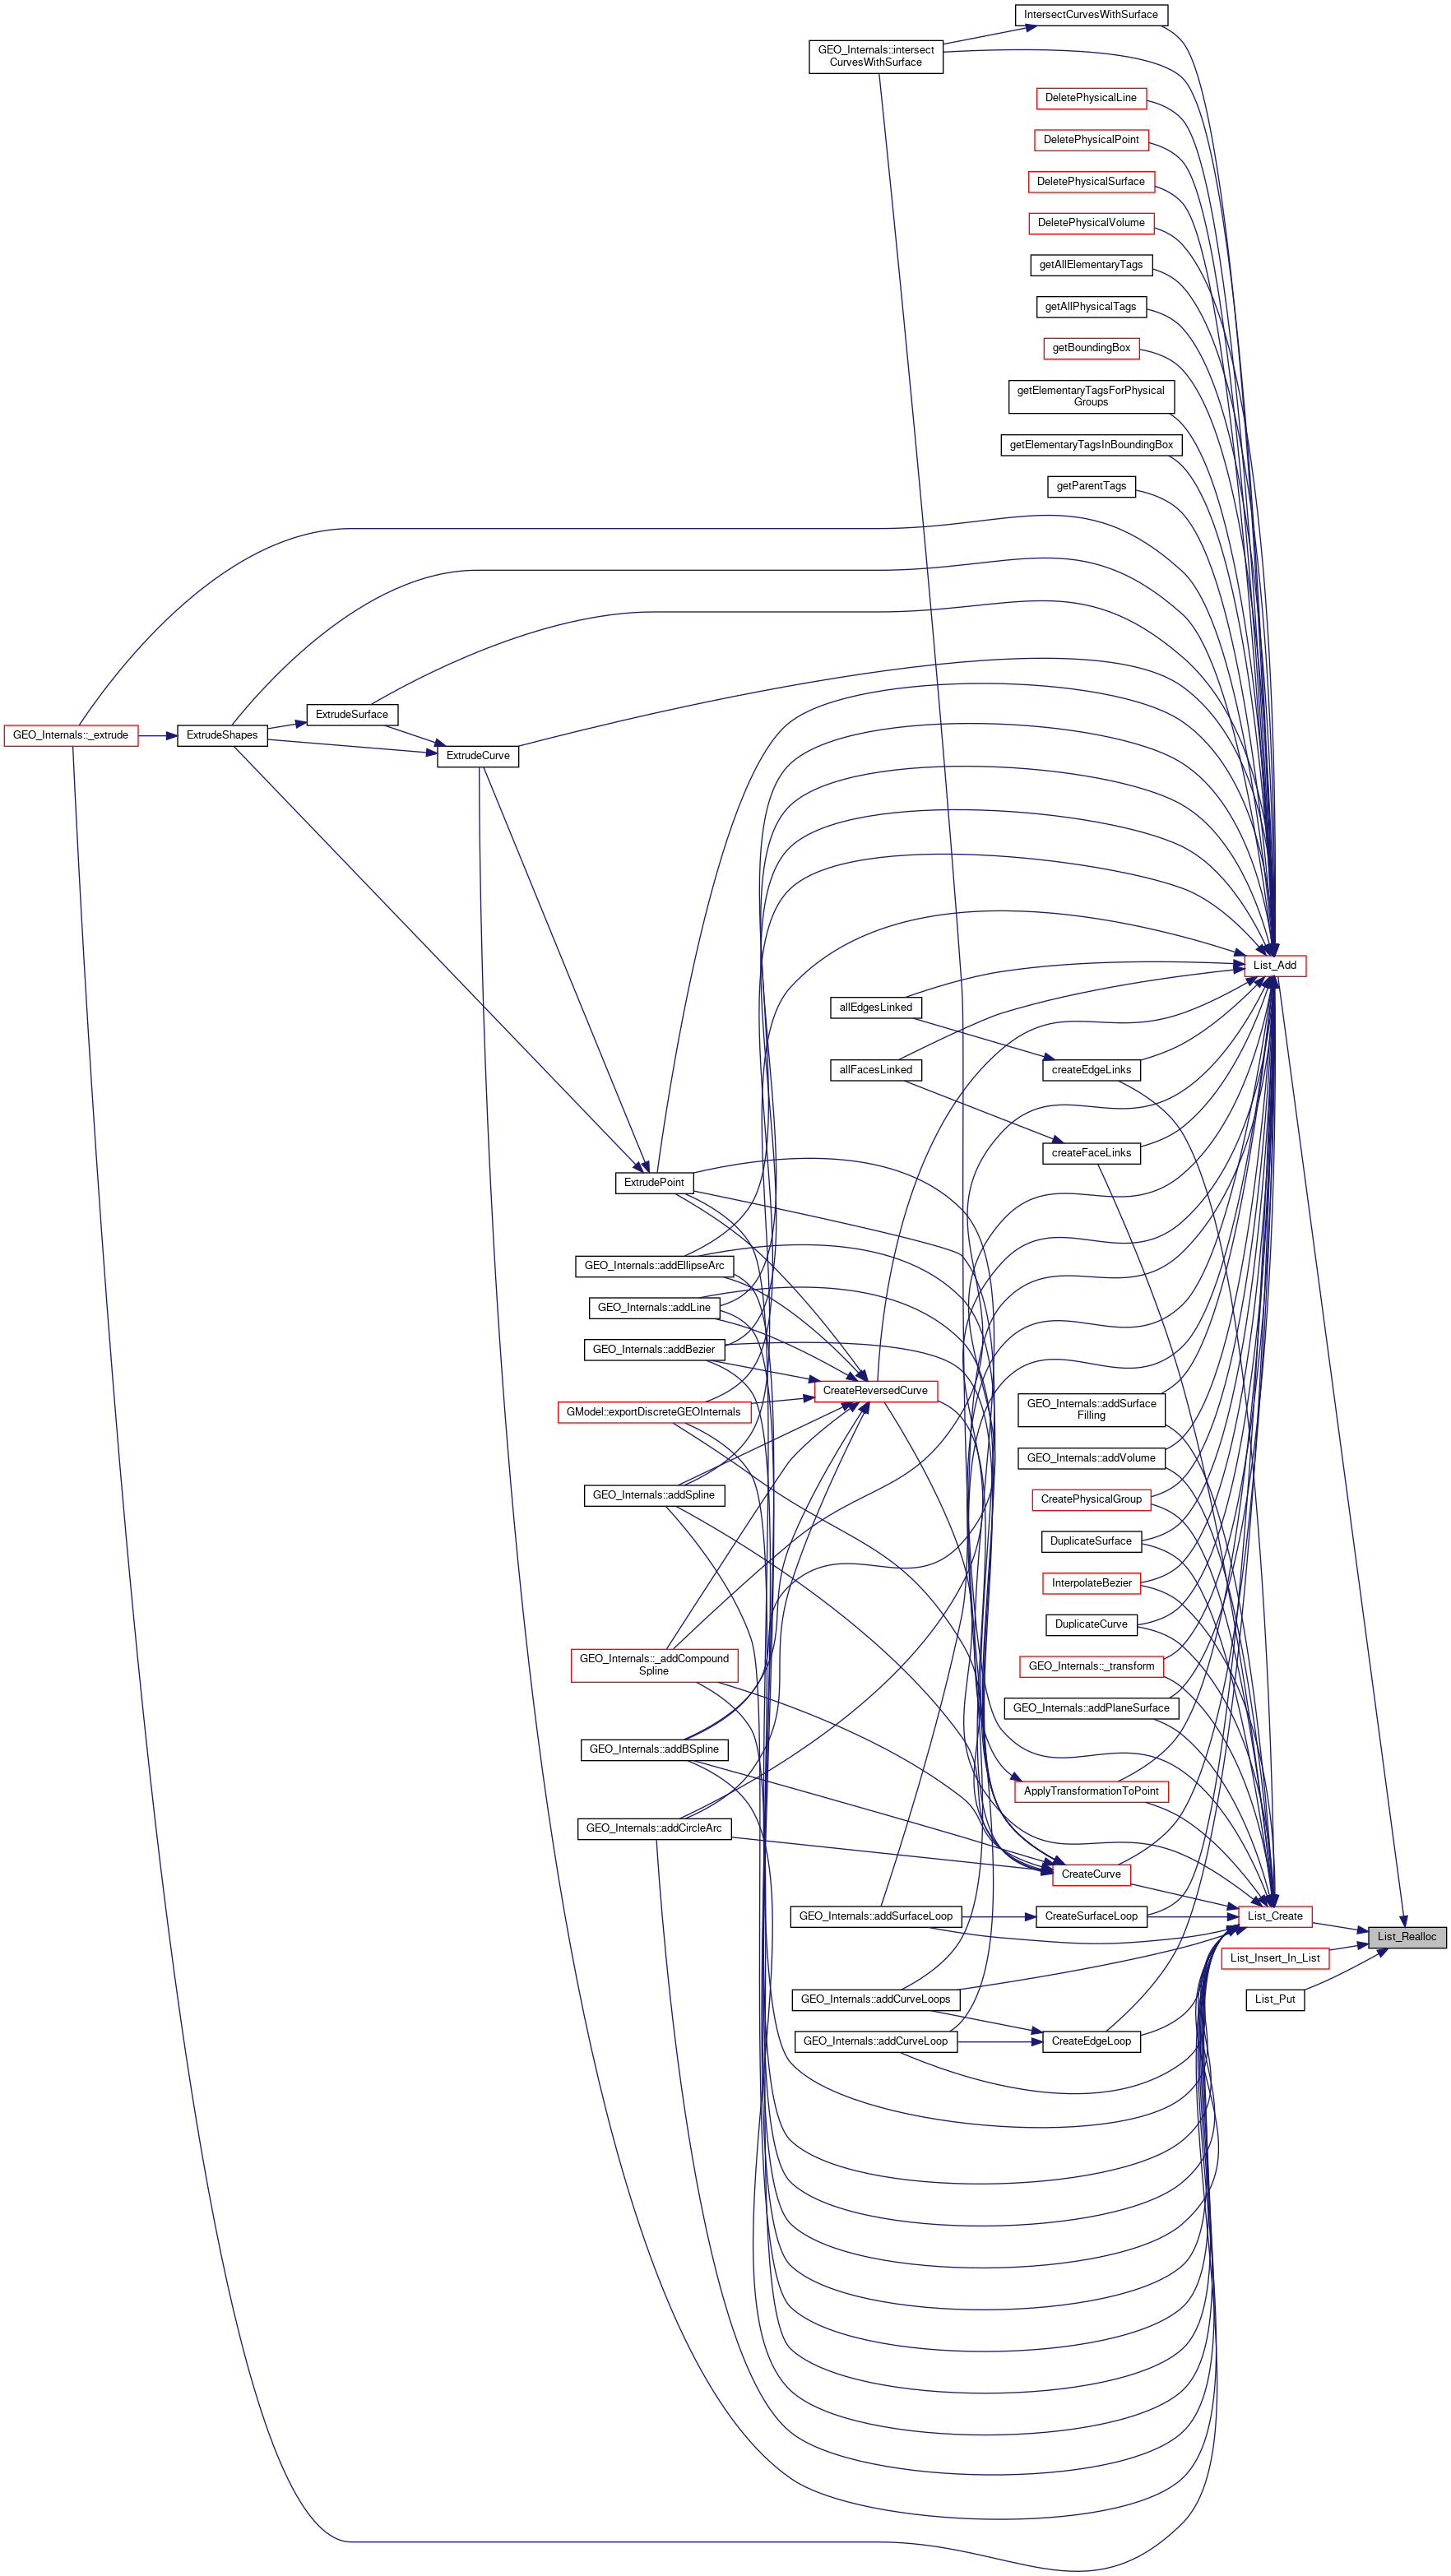 IntersectCurvesWithSurface
GEO_Internals::intersect
CurvesWithSurface
DeletePhysicalLine
DeletePhysicalPoint
DeletePhysicalSurface
DeletePhysicalVolume
getAllElementaryTags
getAllPhysicalTags
getBoundingBox
getElementaryTagsForPhysical
Groups
getElementaryTagsInBoundingBox
getParentTags
ExtrudeSurface
GEO_Internals::_extrude
ExtrudeShapes
ExtrudeCurve
List_Add
allEdgesLinked
allFacesLinked
createEdgeLinks
createFaceLinks
ExtrudePoint
GEO_Internals::addEllipseArc
GEO_Internals::addLine
GEO_Internals::addBezier
CreateReversedCurve
GModel::exportDiscreteGEOInternals
GEO_Internals::addSurface
Filling
GEO_Internals::addVolume
GEO_Internals::addSpline
CreatePhysicalGroup
DuplicateSurface
InterpolateBezier
DuplicateCurve
GEO_Internals::_addCompound
Spline
GEO_Internals::_transform
GEO_Internals::addPlaneSurface
GEO_Internals::addBSpline
ApplyTransformationToPoint
GEO_Internals::addCircleArc
CreateCurve
GEO_Internals::addSurfaceLoop
CreateSurfaceLoop
List_Create
List_Realloc
List_Insert_In_List
GEO_Internals::addCurveLoops
List_Put
GEO_Internals::addCurveLoop
CreateEdgeLoop